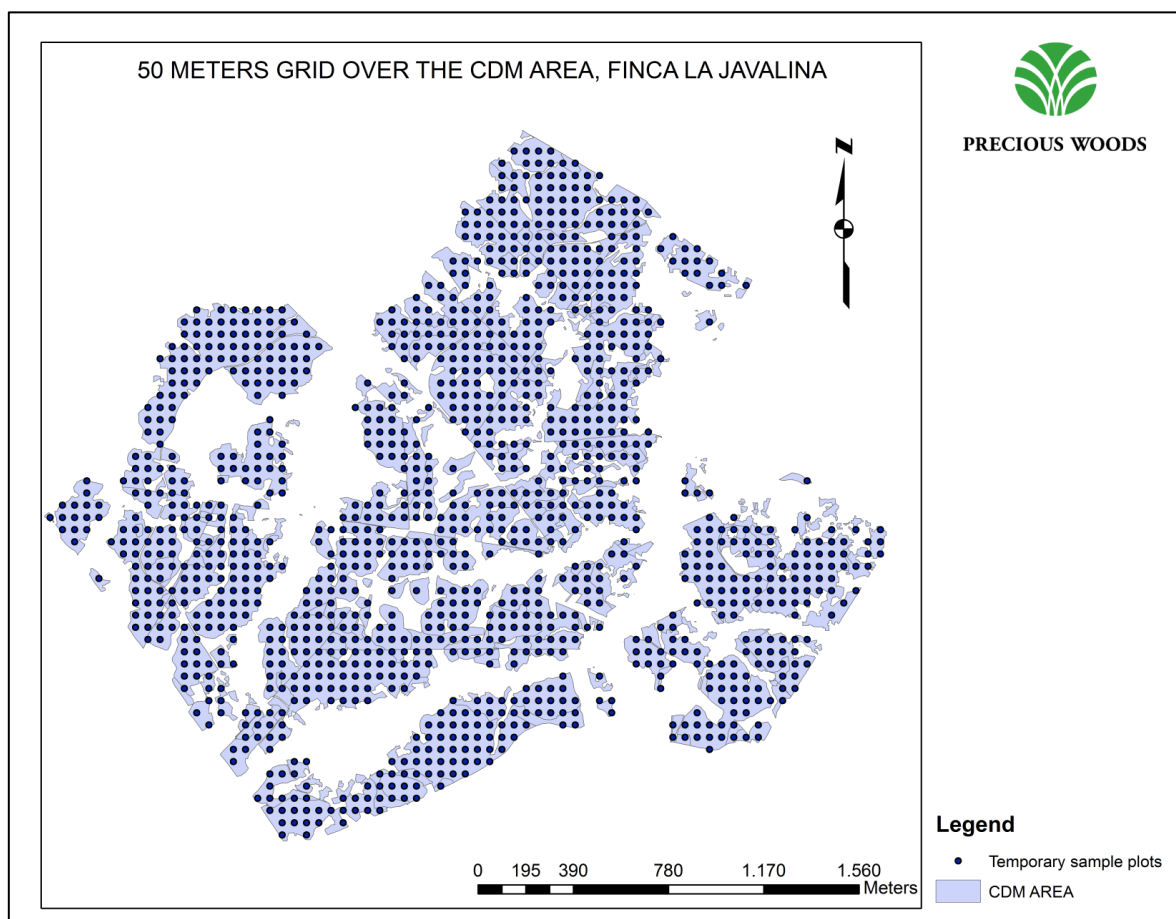 50 METERS GRID OVER THE CDM AREA, FINCA LA JAVALINA
PRECIOUS WOODS
N
0 195 390 780 1.170 1.560
Meters
Legend
Temporary sample plots
CDM AREA